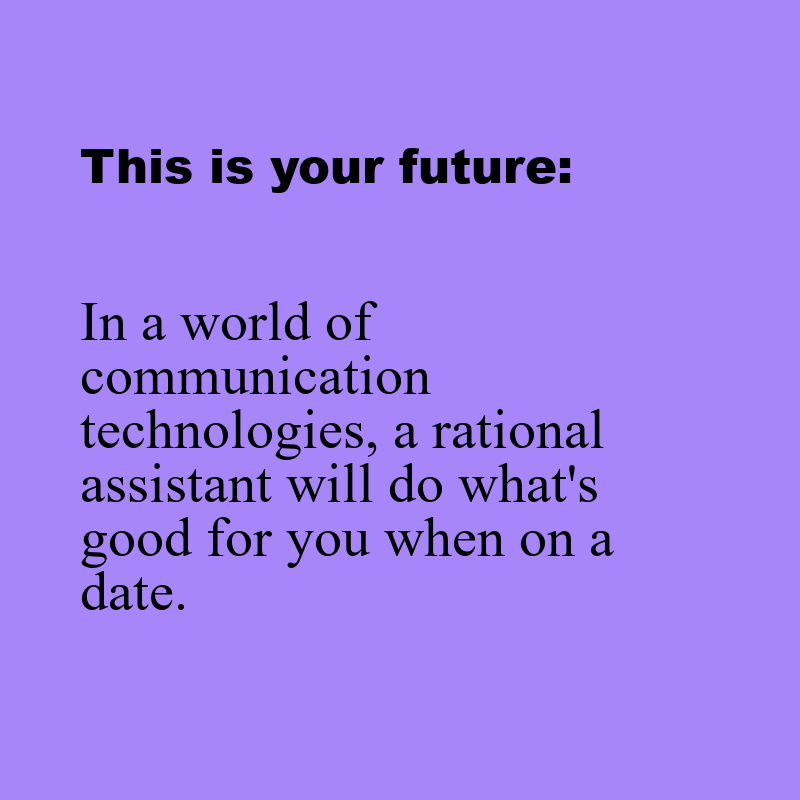 This is your future:
In a world of
communication
technologies, a rational
assistant will do what's
good for you when on a
date.